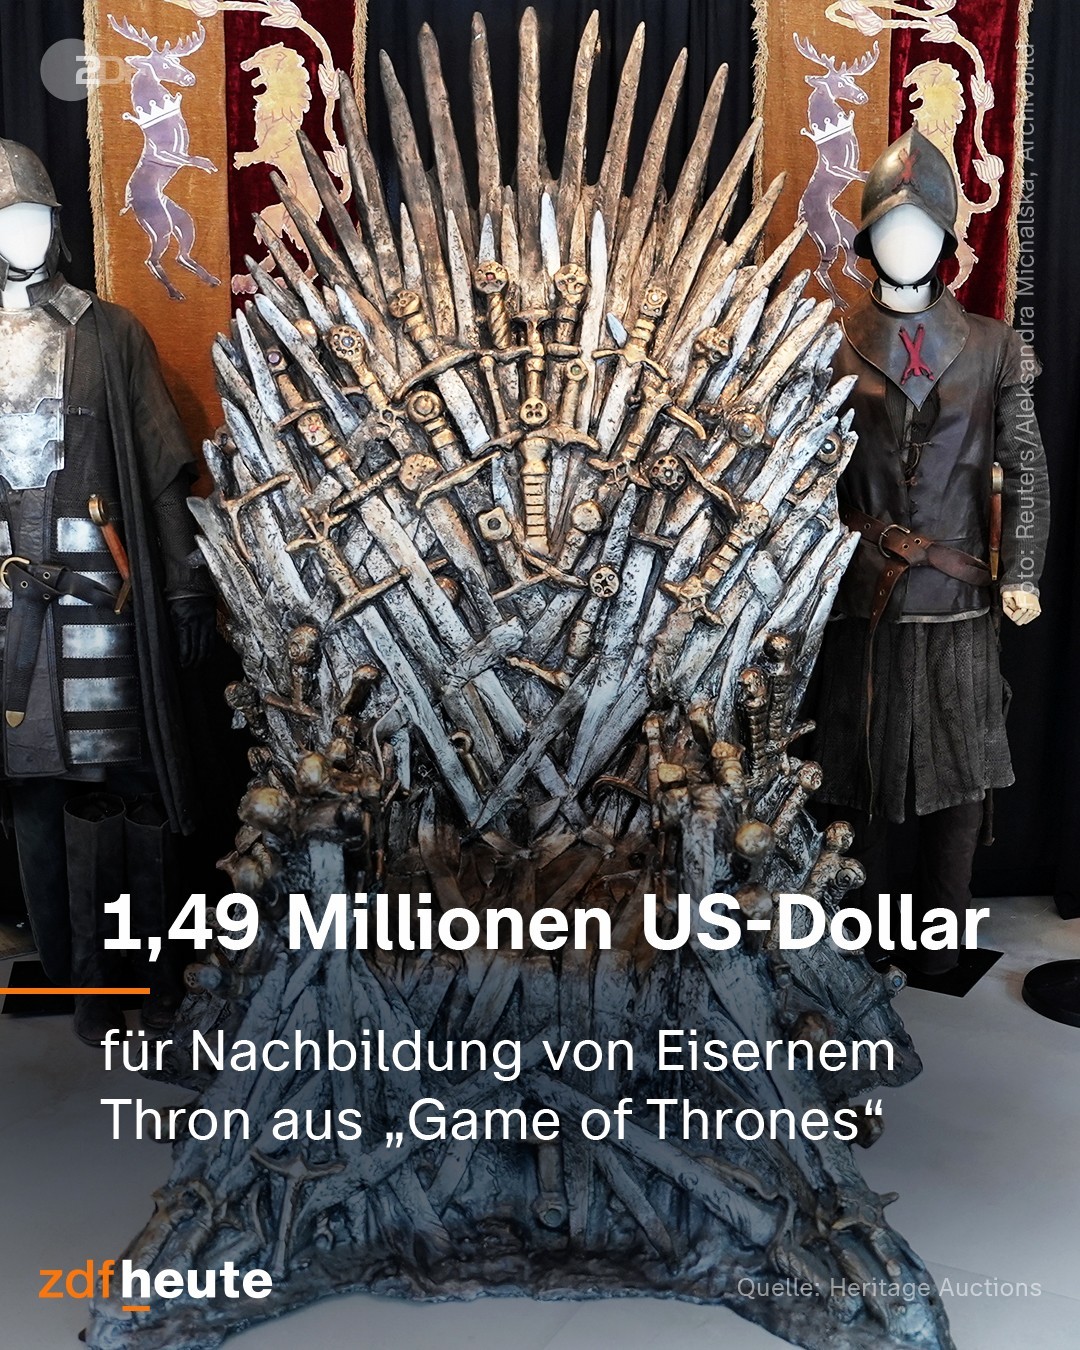 ZDF
Foto: Reuters/Aleksandra Michalska, Archivbild
1,49 Millionen US-Dollar
für Nachbildung von Eisernem
Thron aus „Game of Thrones“
zdfheute
Quelle: Heritage Auctions